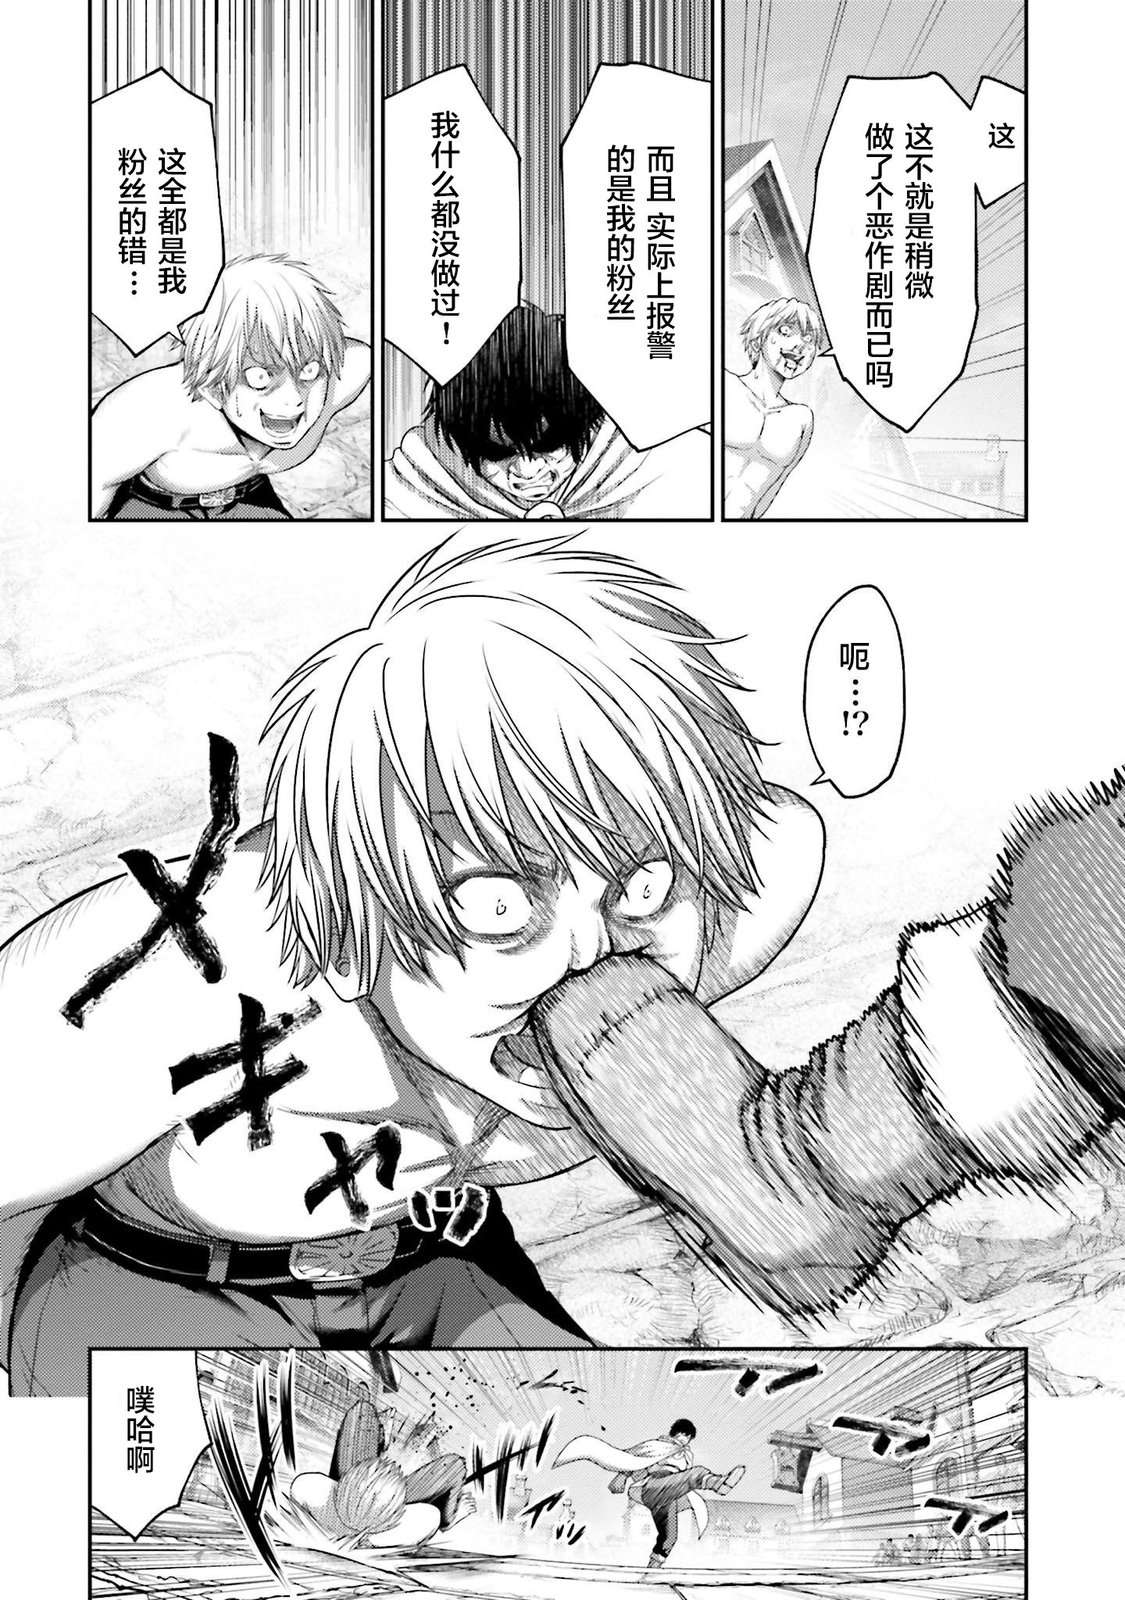 这
这不就是稍微
做了个恶作剧而已吗
而且 实际上报警
的是我的粉丝
我什么都没做过！
这全都是我
粉丝的错…
呃…!?
メキャッ
噗哈啊